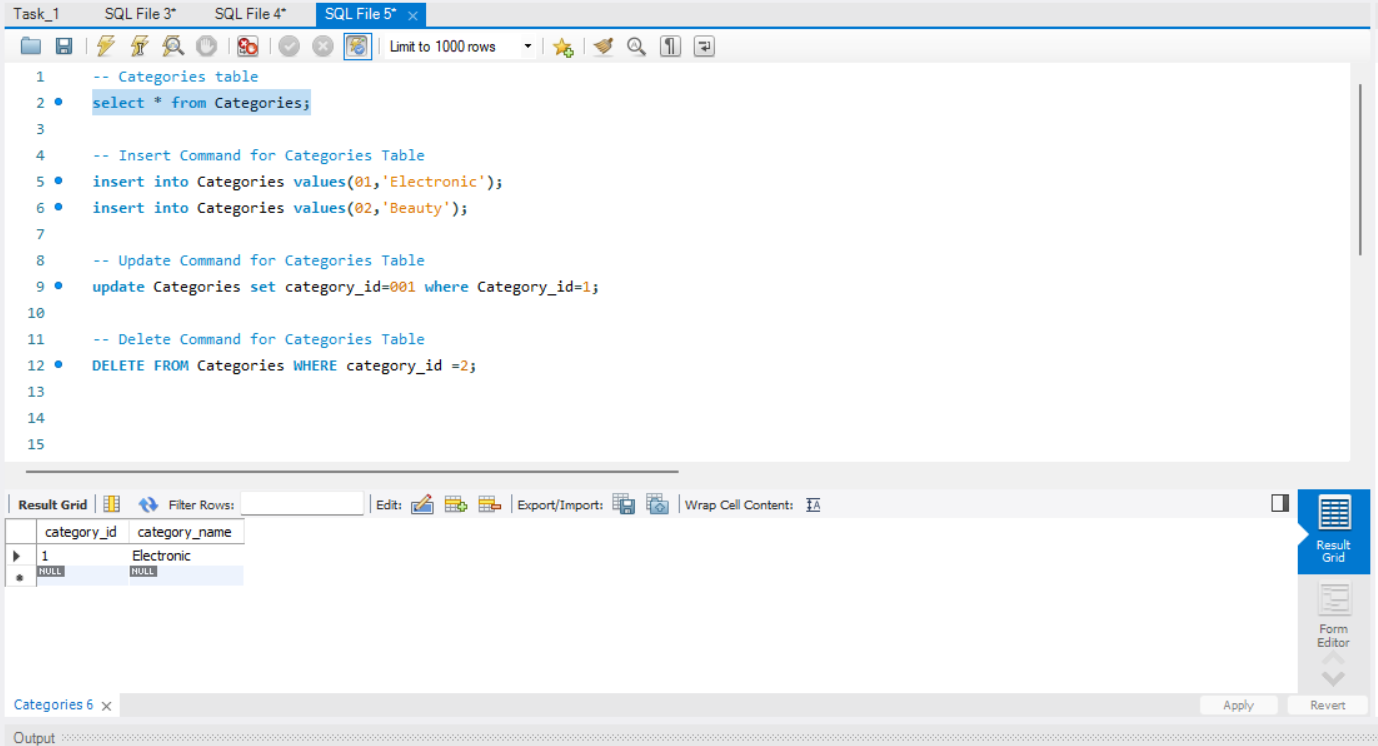 Task_1 SQL File 3* SQL File 4* SQL File 5*
Limit to 1000 rows
1 -- Categories table
2 select * from Categories;
3
4 -- Insert Command for Categories Table
5 insert into Categories values(01,'Electronic');
6 insert into Categories values(02,'Beauty');
7
8 -- Update Command for Categories Table
9 update Categories set category_id=001 where Category_id=1;
10
11 -- Delete Command for Categories Table
12 DELETE FROM Categories WHERE category_id =2;
13
14
15
Result Grid Filter Rows: Edit: Export/Import: Wrap Cell Content:
category_id category_name
1 Electronic
NULL NULL
Result
Grid
Form
Editor
Categories 6 Apply Revert
Output